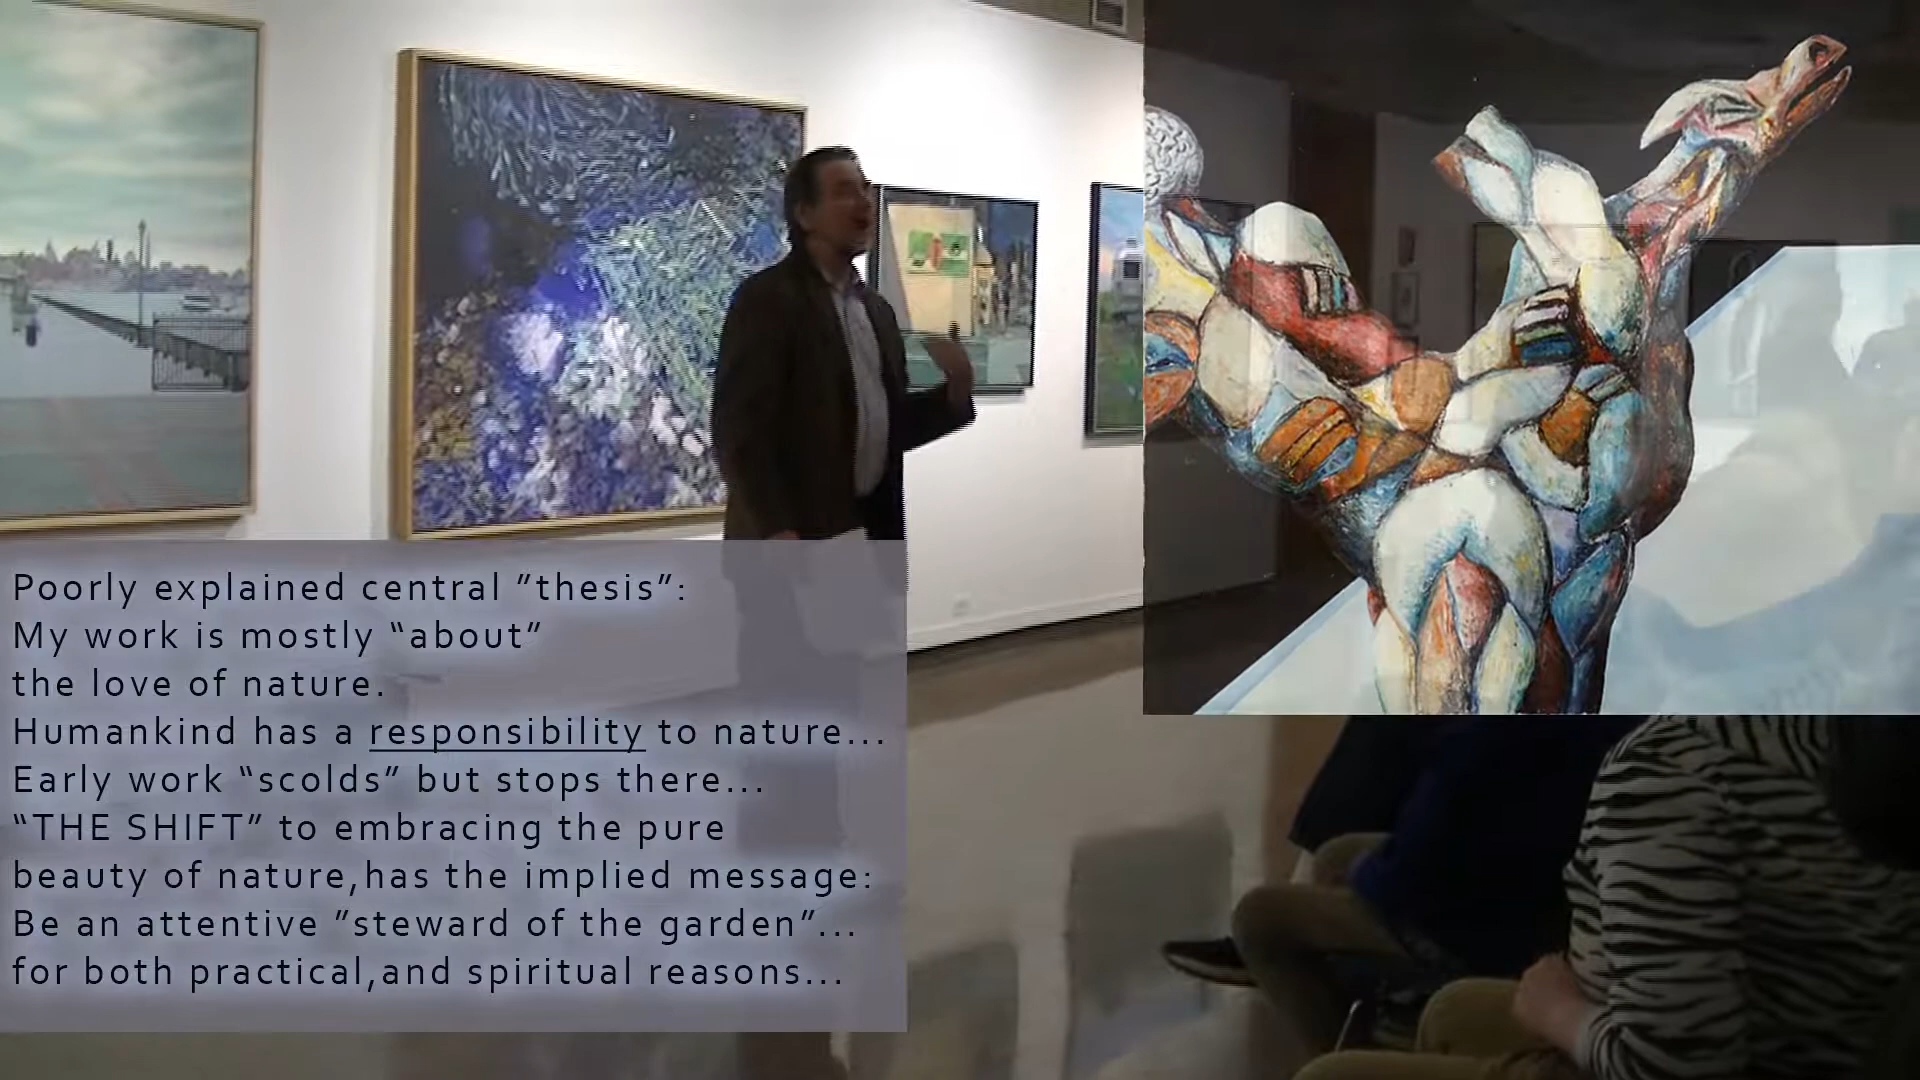 Poorly explained central ”thesis”:
My work is mostly “about”
the love of nature.
Humankind has a responsibility to nature...
Early work “scolds” but stops there...
“THE SHIFT” to embracing the pure
beauty of nature,has the implied message:
Be an attentive ”steward of the garden”...
for both practical,and spiritual reasons...